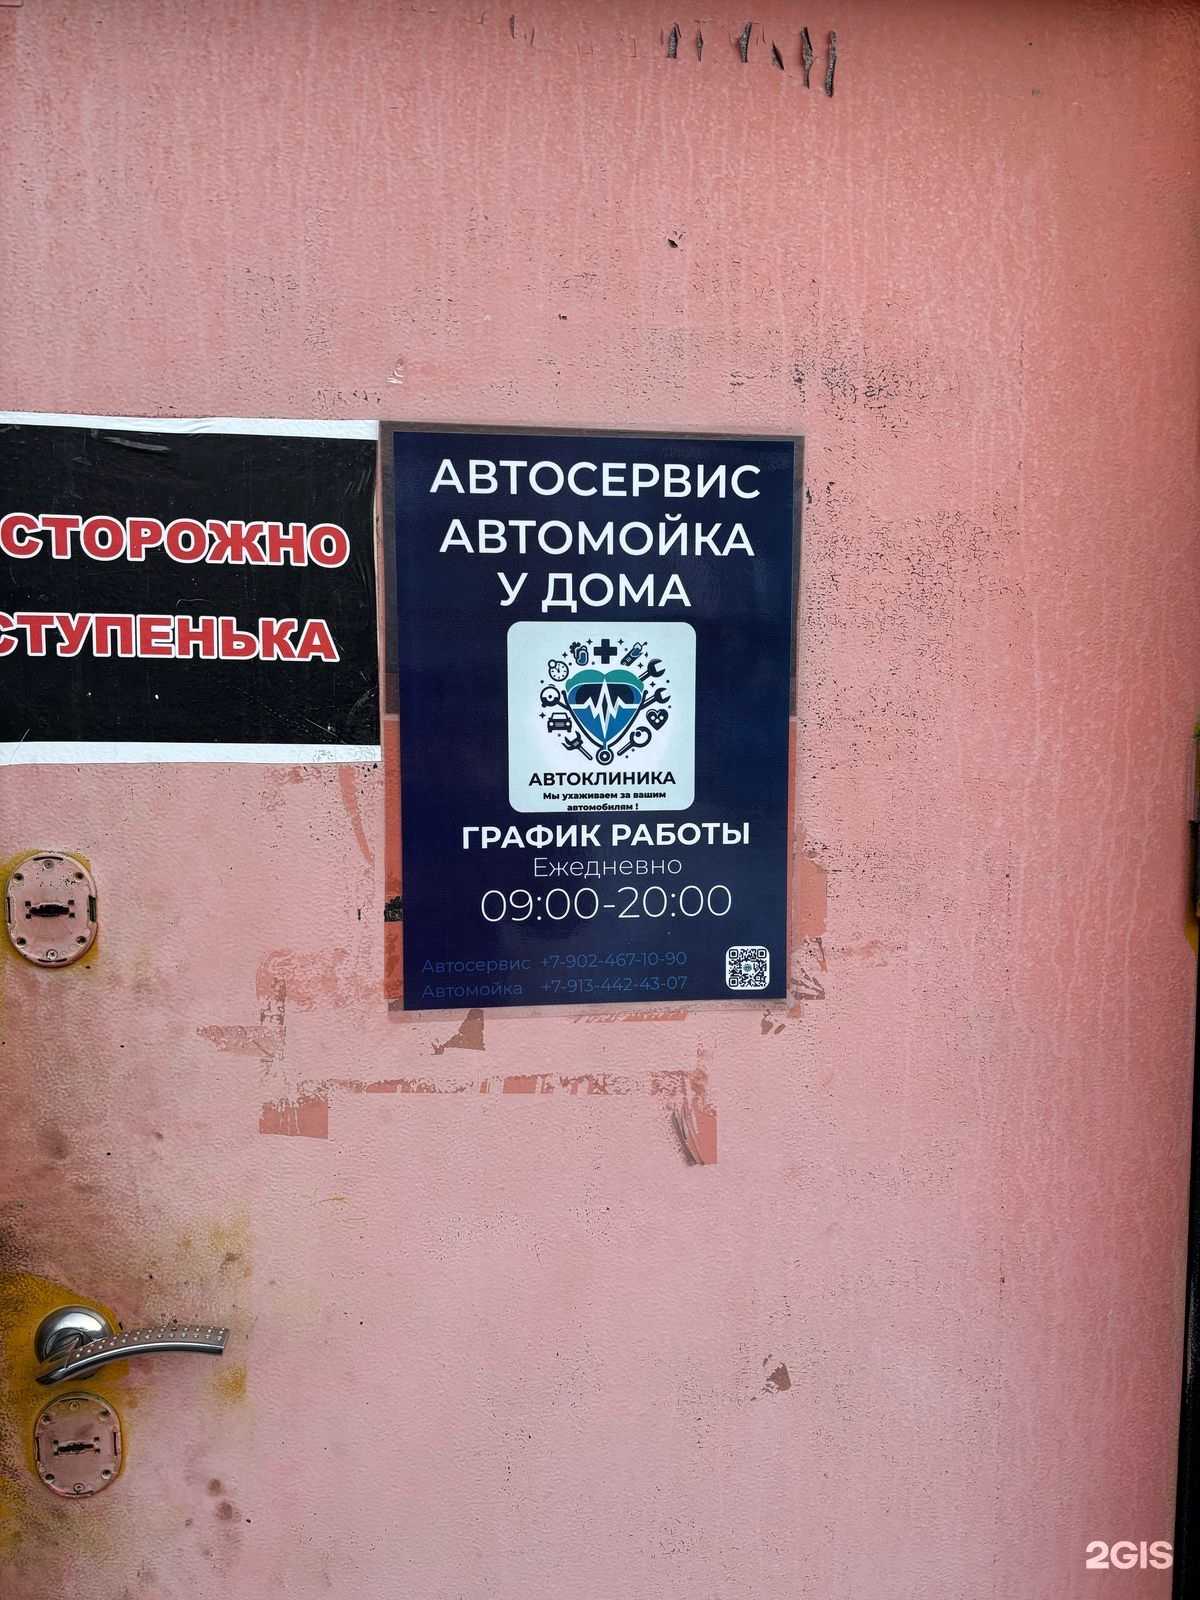 СТОРОЖНО
СТУПЕНЬКА
АВТОСЕРВИС
АВТОМОЙКА
У ДОМА
АВТОКЛИНИКА
Мы ухаживаем за вашим
автомобилям !
ГРАФИК РАБОТЫ
Ежедневно
09:00-20:00
Автосервис +7-902-467-10-90
Автомойка +7-913-442-43-07
2GIS